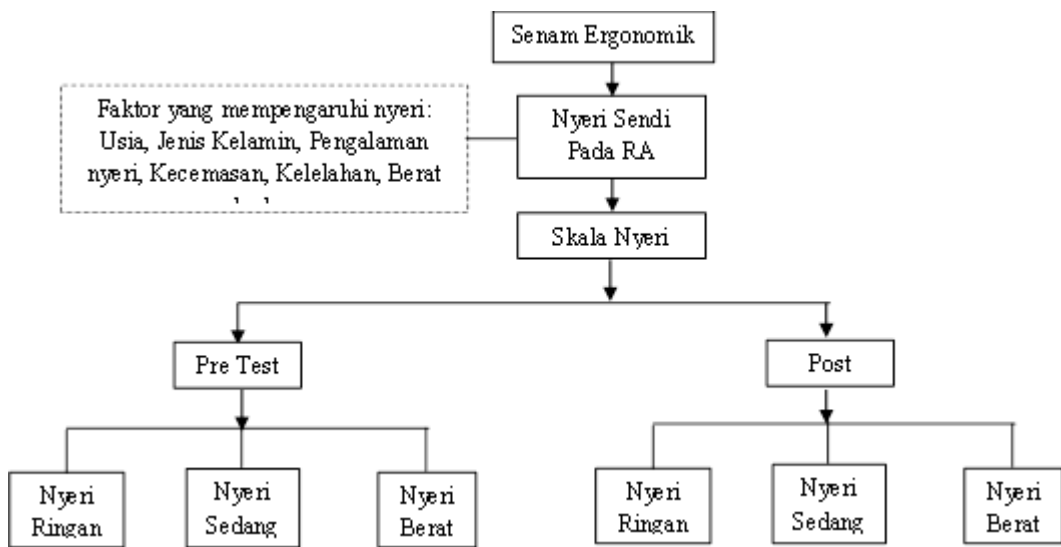 Senam Ergonomik
Faktor yang mempengaruhi nyeri:
Usia, Jenis Kelamin, Pengalaman
nyeri, Kecemasan, Kelelahan, Berat
Nyeri Sendi
Pada RA
Skala Nyeri
Pre Test
Post
Nyeri
Ringan
Nyeri
Sedang
Nyeri
Berat
Nyeri
Ringan
Nyeri
Sedang
Nyeri
Berat